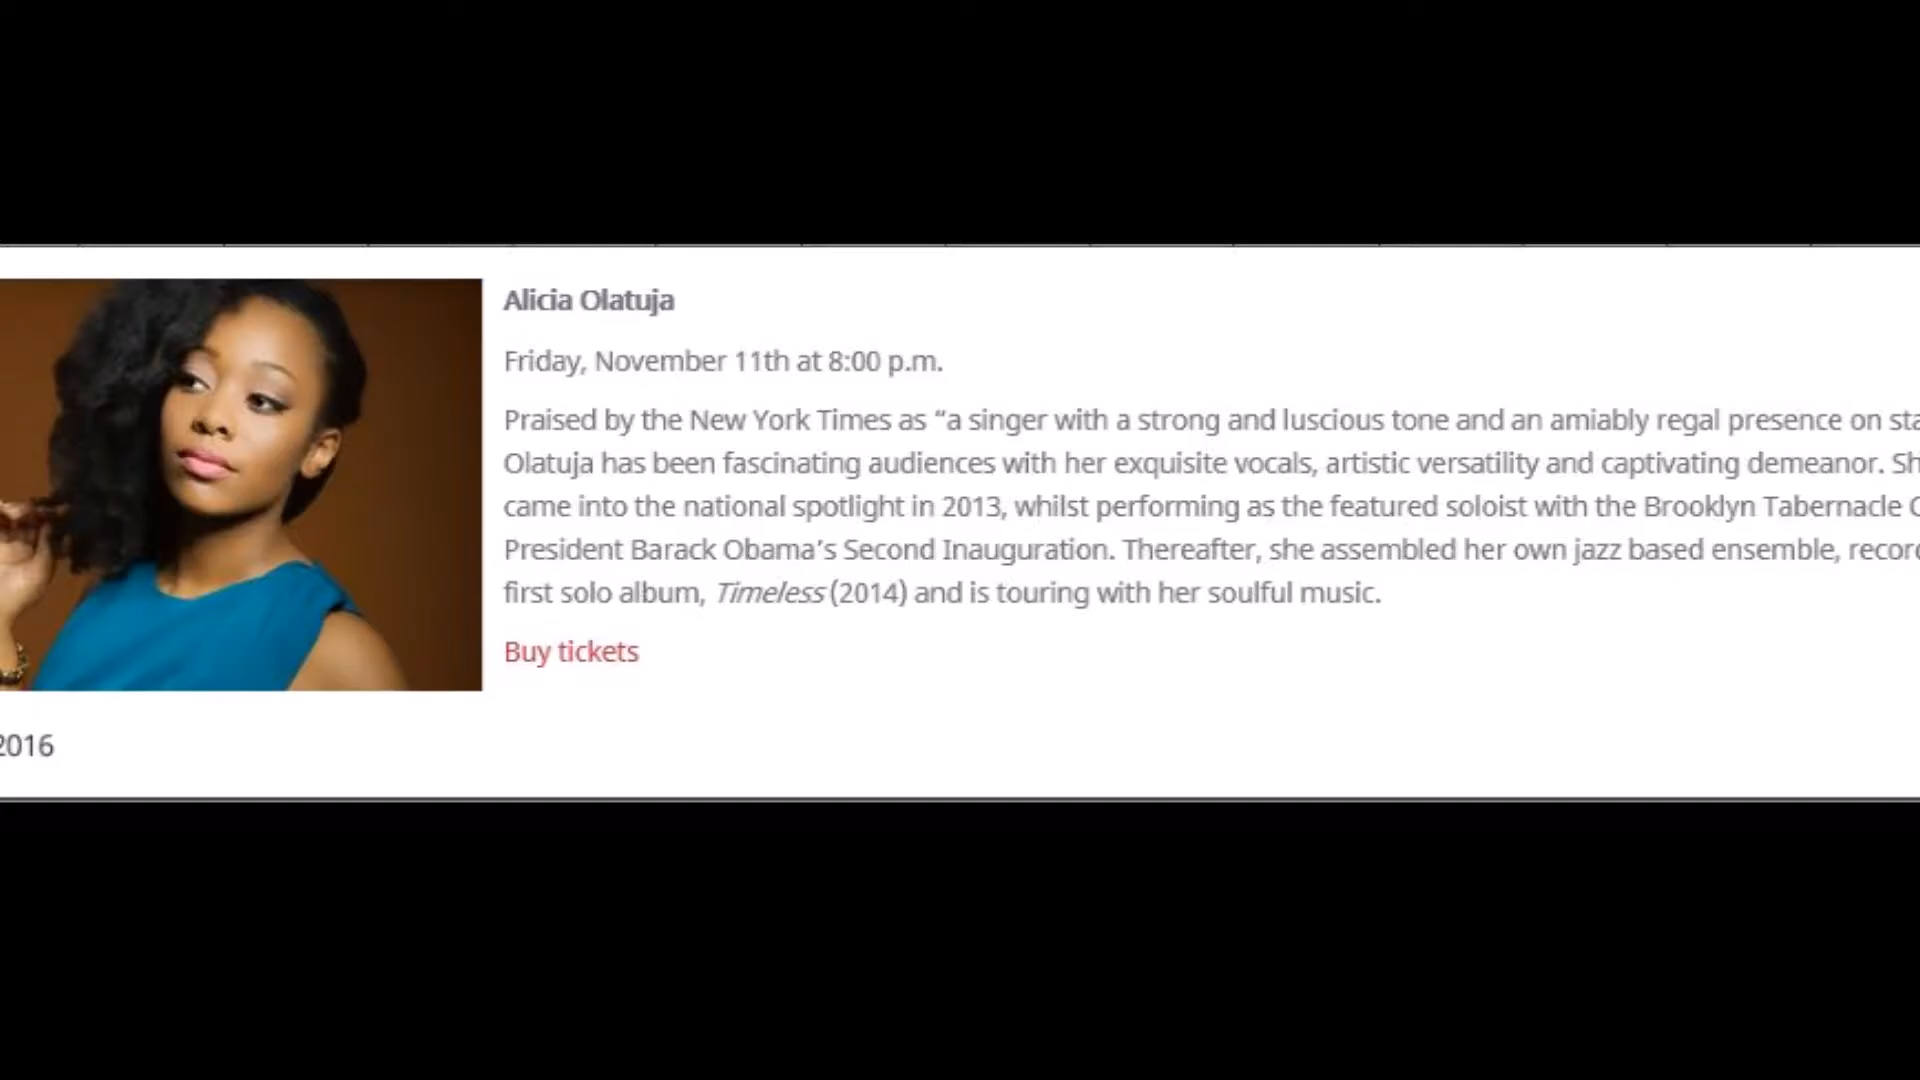 Alicia Olatuja
Friday, November 11th at 8:00 p.m.
Praised by the New York Times as “a singer with a strong and luscious tone and an amiably regal presence on
Olatuja has been fascinating audiences with her exquisite vocals, artistic versatility and captivating demeanor.
came into the national spotlight in 2013, whilst performing as the featured soloist with the Brooklyn Tabernacle
President Barack Obama’s Second Inauguration. Thereafter, she assembled her own jazz based ensemble,
first solo album, Timeless (2014) and is touring with her soulful music.
Buy tickets
2016